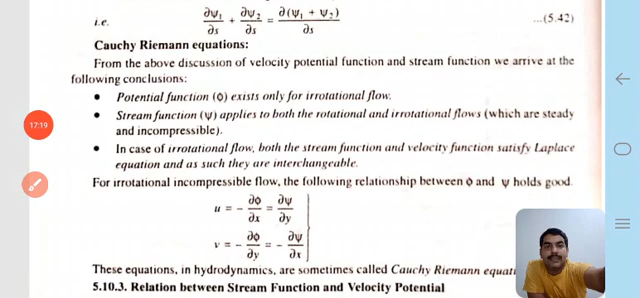 i.e. ∂ψ₁/∂s + ∂ψ₂/∂s = ∂(ψ₁ + ψ₂)/∂s ...(5.42)
Cauchy Riemann equations:
From the above discussion of velocity potential function and stream function we arrive at the
following conclusions:
• Potential function (ϕ) exists only for irrotational flow.
• Stream function (ψ) applies to both the rotational and irrotational flows (which are steady
and incompressible).
• In case of irrotational flow, both the stream function and velocity function satisfy Laplace
equation and as such they are interchangeable.
For irrotational incompressible flow, the following relationship between ϕ and ψ holds good.
u = - ∂ϕ/∂x = ∂ψ/∂y
v = - ∂ϕ/∂y = - ∂ψ/∂x
These equations, in hydrodynamics, are sometimes called Cauchy Riemann equati
5.10.3. Relation between Stream Function and Velocity Potential
17:19